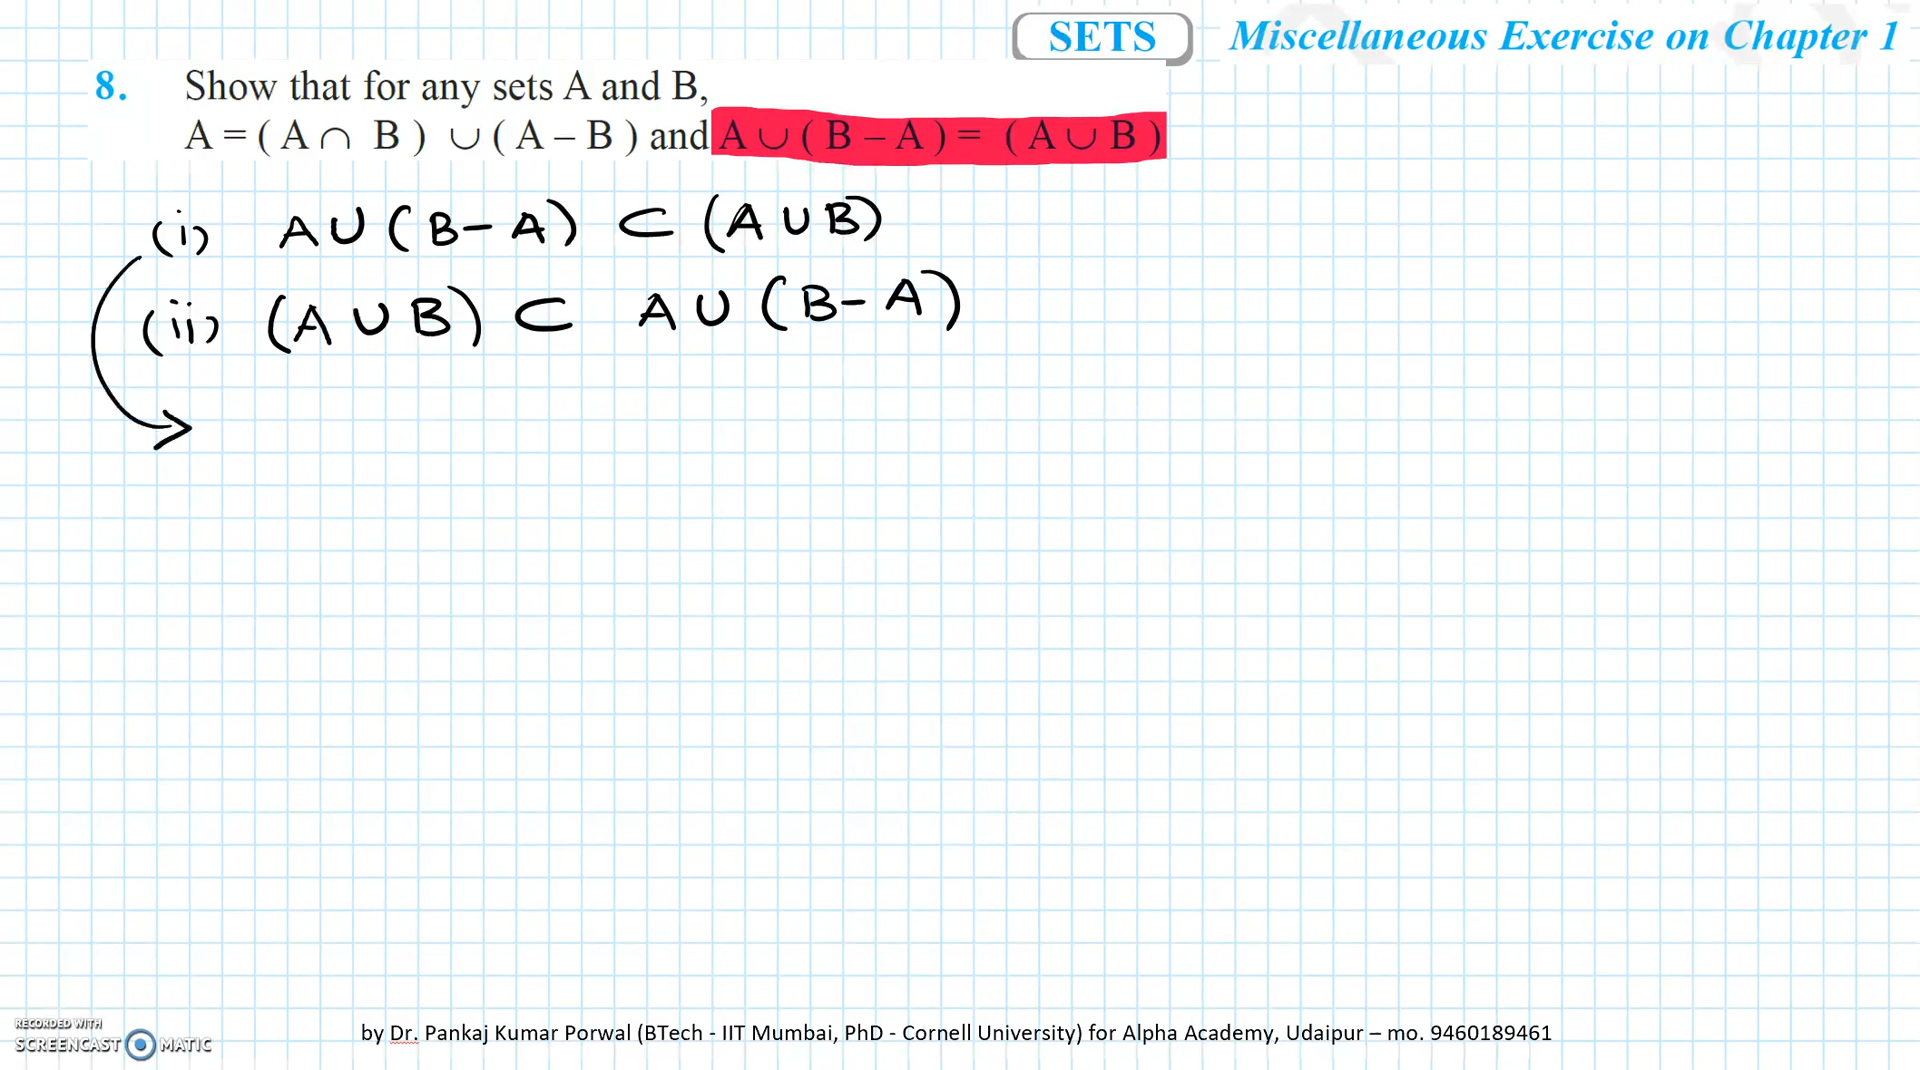 SETS Miscellaneous Exercise on Chapter 1
8. Show that for any sets A and B,
A = ( A ∩ B ) ∪ ( A – B ) and A ∪ ( B – A ) = ( A ∪ B )
(i) A ∪ (B - A) ⊂ (A ∪ B)
(ii) (A ∪ B) ⊂ A ∪ (B - A)
RECORDED WITH
SCREENCAST MATIC
by Dr. Pankaj Kumar Porwal (BTech - IIT Mumbai, PhD - Cornell University) for Alpha Academy, Udaipur – mo. 9460189461